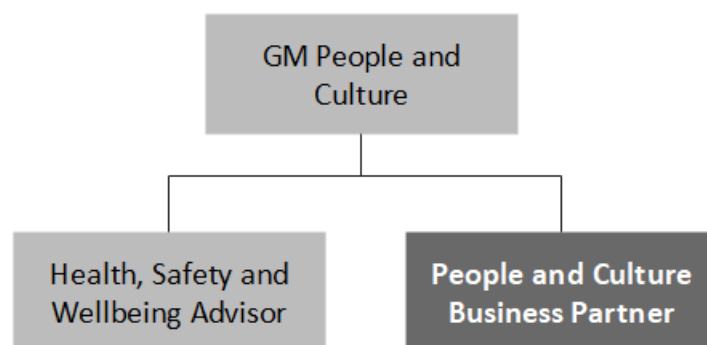 GM People and
Culture
Health, Safety and
Wellbeing Advisor
People and Culture
Business Partner